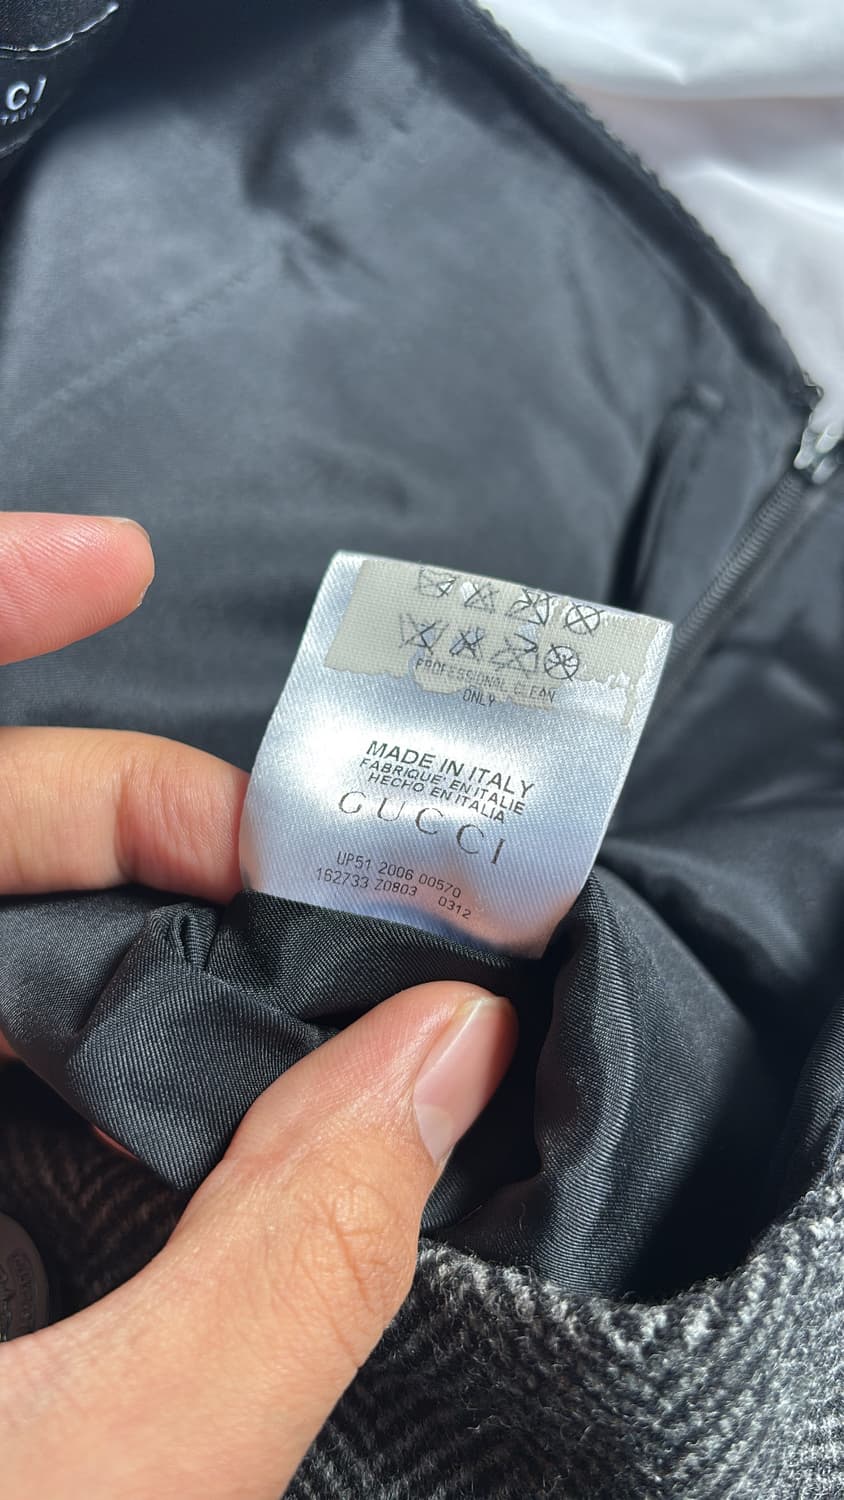 CI
PROFESSIONAL CLEAN
ONLY
MADE IN ITALY
FABRIQUE' EN ITALIE
HECHO EN ITALIA
GUCCI
UP51 2006 00570
162733 Z0803 0312